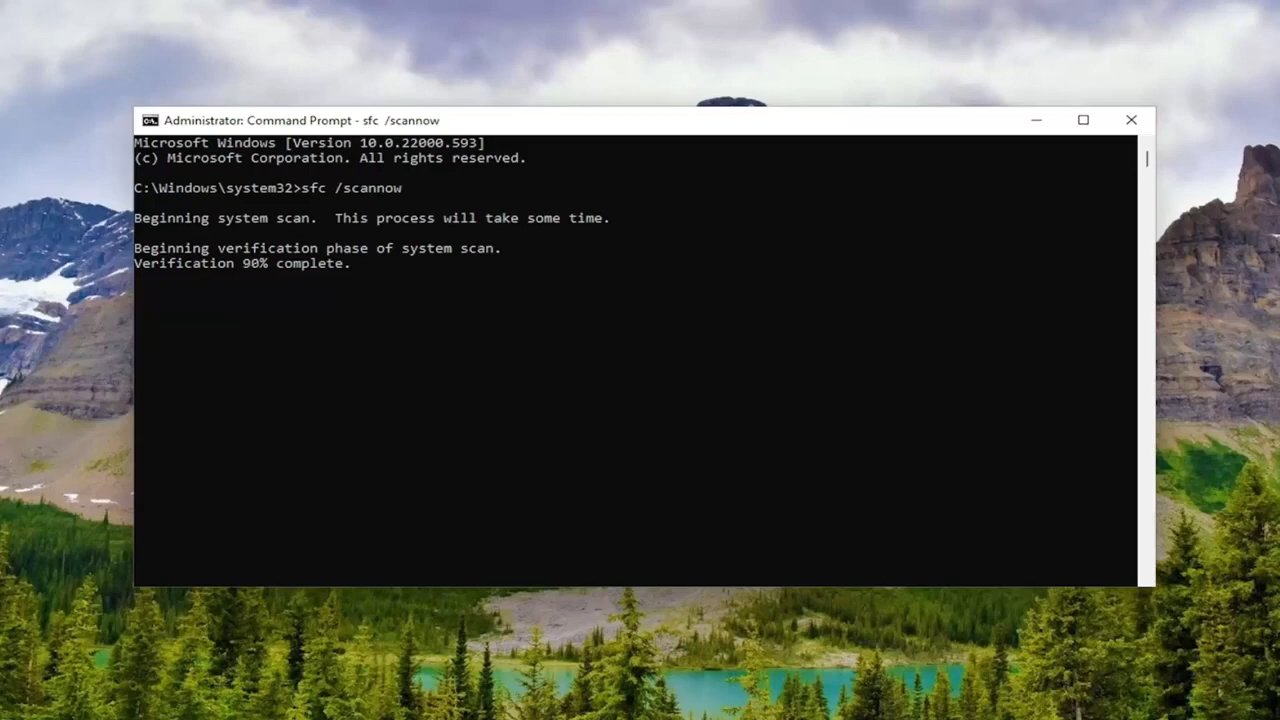 Administrator: Command Prompt - sfc  /scannow
Microsoft Windows [Version 10.0.22000.593]
(c) Microsoft Corporation. All rights reserved.
C:\Windows\system32>sfc /scannow
Beginning system scan.  This process will take some time.
Beginning verification phase of system scan.
Verification 90% complete.